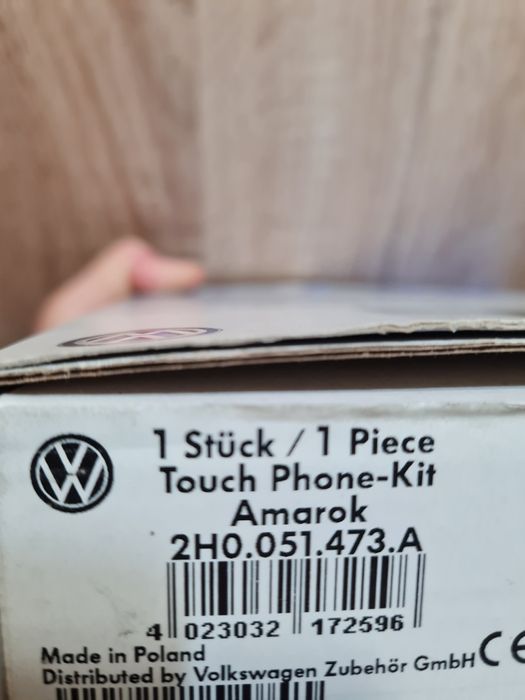 1 Stück / 1 Piece
Touch Phone-Kit
Amarok
2H0.051.473.A
4 023032 172596
Made in Poland
Distributed by Volkswagen Zubehör GmbH CE